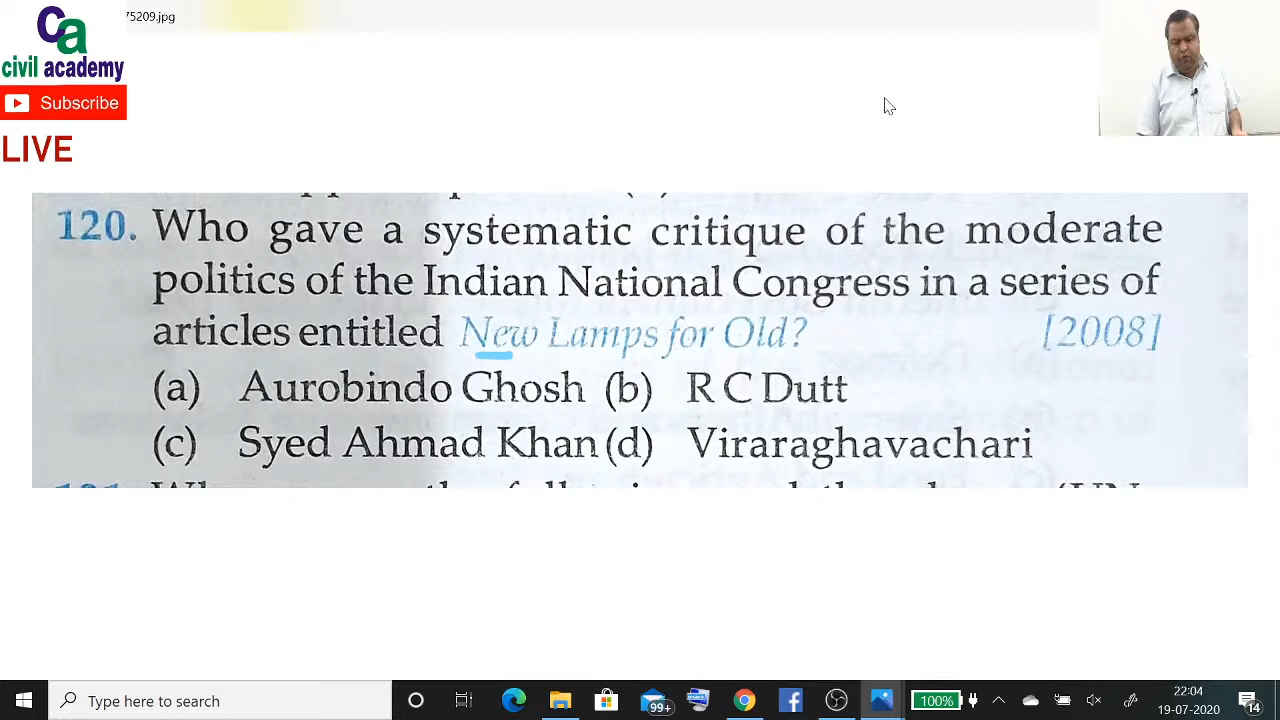 ca
75209.jpg
civil academy
Subscribe
LIVE
120. Who gave a systematic critique of the moderate
politics of the Indian National Congress in a series of
articles entitled New Lamps for Old? [2008]
(a) Aurobindo Ghosh (b) R C Dutt
(c) Syed Ahmad Khan (d) Viraraghavachari
Type here to search
99+
100%
22:04
19-07-2020
14